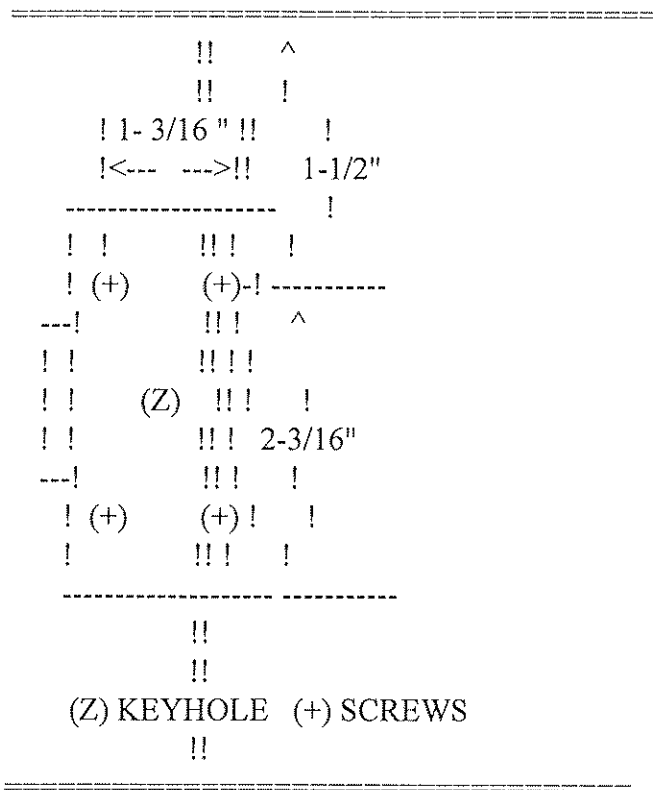 =====================================================
!! ^
!! !
! 1- 3/16 " !! !
!<--- --->!! 1-1/2"
-------------------- !
! ! !! ! !
! (+) (+)-! -----------
---! !! ! ^
! ! !! ! !
! ! (Z) !! ! !
! ! !! ! 2-3/16"
---! !! ! !
! (+) (+) ! !
! !! ! !
-------------------- -----------
!!
!!
(Z) KEYHOLE (+) SCREWS
!!
=====================================================